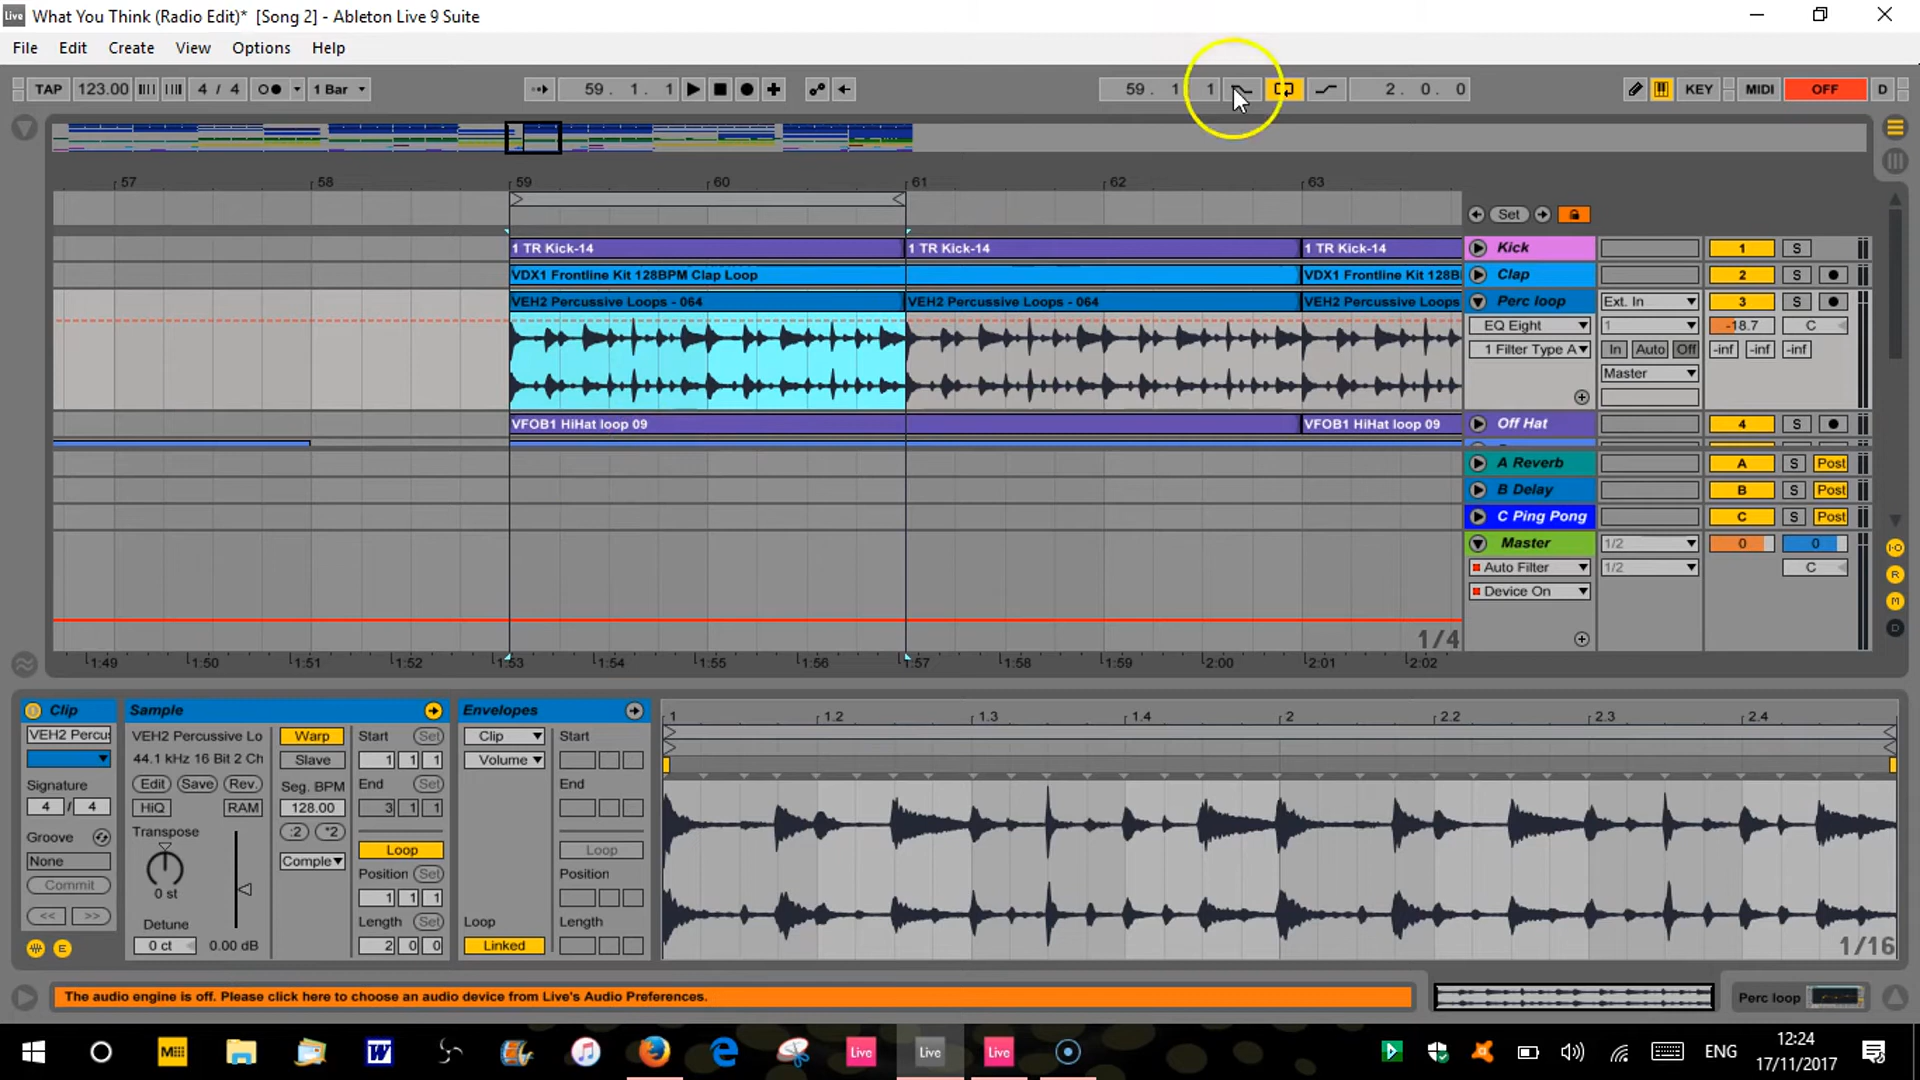 What You Think (Radio Edit)* [Song 2] - Ableton Live 9 Suite
File Edit Create View Options Help
TAP 123.00 4 / 4 1 Bar 59 . 1 . 1 59 . 1 1 2 . 0 . 0 KEY MIDI OFF D
57 58 59 60 61 62 63
Set
1 TR Kick-14 1 TR Kick-14 1 TR Kick-14 Kick 1 S
VDX1 Frontline Kit 128BPM Clap Loop VDX1 Frontline Kit 128B Clap 2 S
VEH2 Percussive Loops - 064 VEH2 Percussive Loops - 064 VEH2 Percussive Loops Perc loop Ext. In 3 S
EQ Eight 1 -18.7 C
1 Filter Type A In Auto Off -inf -inf -inf
Master
VFOB1 HiHat loop 09 VFOB1 HiHat loop 09 Off Hat 4 S
A Reverb A S Post
B Delay B S Post
C Ping Pong C S Post
Master 1/2 0 0
Auto Filter 1/2 C
Device On
1/4
1:49 1:50 1:51 1:52 1:53 1:54 1:55 1:56 1:57 1:58 1:59 2:00 2:01 2:02
I-O
R
M
D
Clip Sample Envelopes
VEH2 Percus VEH2 Percussive Lo Warp Start Set Clip Start
44.1 kHz 16 Bit 2 Ch Slave 1 1 1 Volume
Signature Edit Save Rev. Seg. BPM End Set End
4 / 4 HiQ RAM 128.00 3 1 1
Groove Transpose :2 *2
None Comple Loop Loop
Commit 0 st Position Set Position
<< >> 1 1 1
Detune Length Set Loop Length
E 0 ct 0.00 dB 2 0 0 Linked
1 1.2 1.3 1.4 2 2.2 2.3 2.4
1/16
The audio engine is off. Please click here to choose an audio device from Live's Audio Preferences.
Perc loop
Live Live Live ENG 12:24
17/11/2017